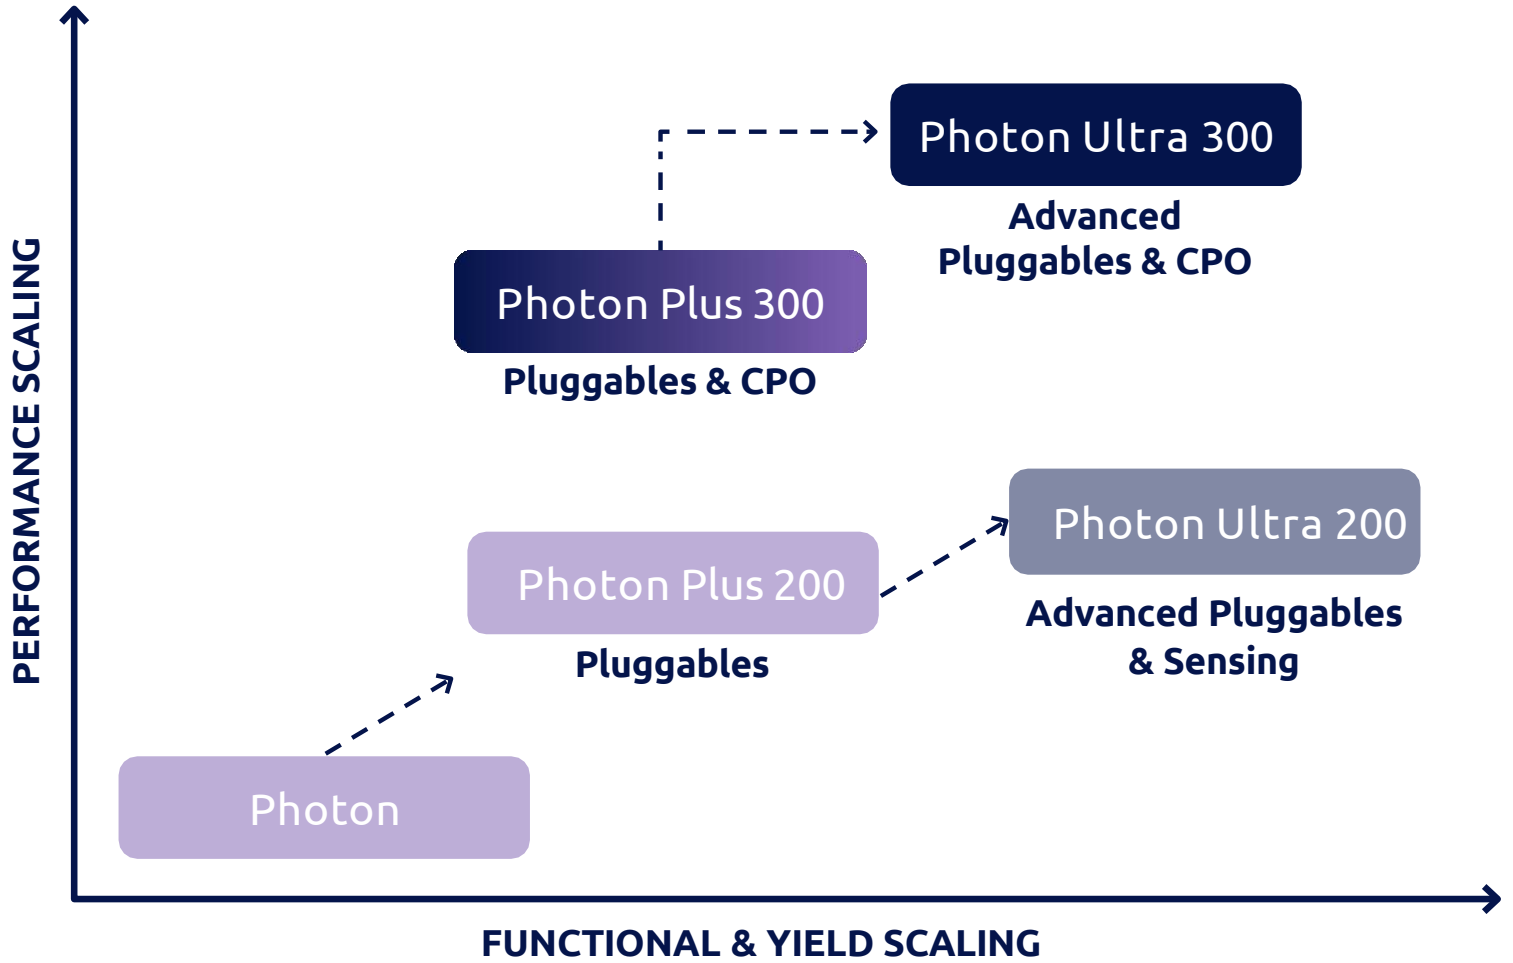 PERFORMANCE SCALING
Photon Ultra 300
Advanced
Pluggables & CPO
Photon Plus 300
Pluggables & CPO
Photon Ultra 200
Advanced Pluggables
& Sensing
Photon Plus 200
Pluggables
Photon
FUNCTIONAL & YIELD SCALING